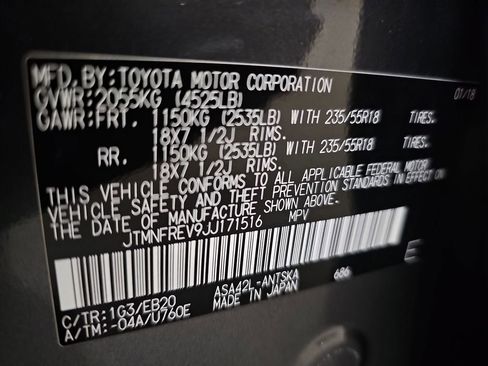 MFD.BY:TOYOTA MOTOR CORPORATION 01/18
GVWR:2055KG (4525LB)
GAWR:FRT. 1150KG (2535LB) WITH 235/55R18 TIRES.
18X7 1/2J RIMS.
RR. 1150KG (2535LB) WITH 235/55R18 TIRES.
18X7 1/2J RIMS.
THIS VEHICLE CONFORMS TO ALL APPLICABLE FEDERAL MOTOR
VEHICLE SAFETY AND THEFT PREVENTION STANDARDS IN EFFECT ON
THE DATE OF MANUFACTURE SHOWN ABOVE.
JTMNFREV9JJ171516 MPV
C/TR:1G3/EB20 ASA42L-ANTSKA 686
A/TM:-04A/U760E MADE IN JAPAN